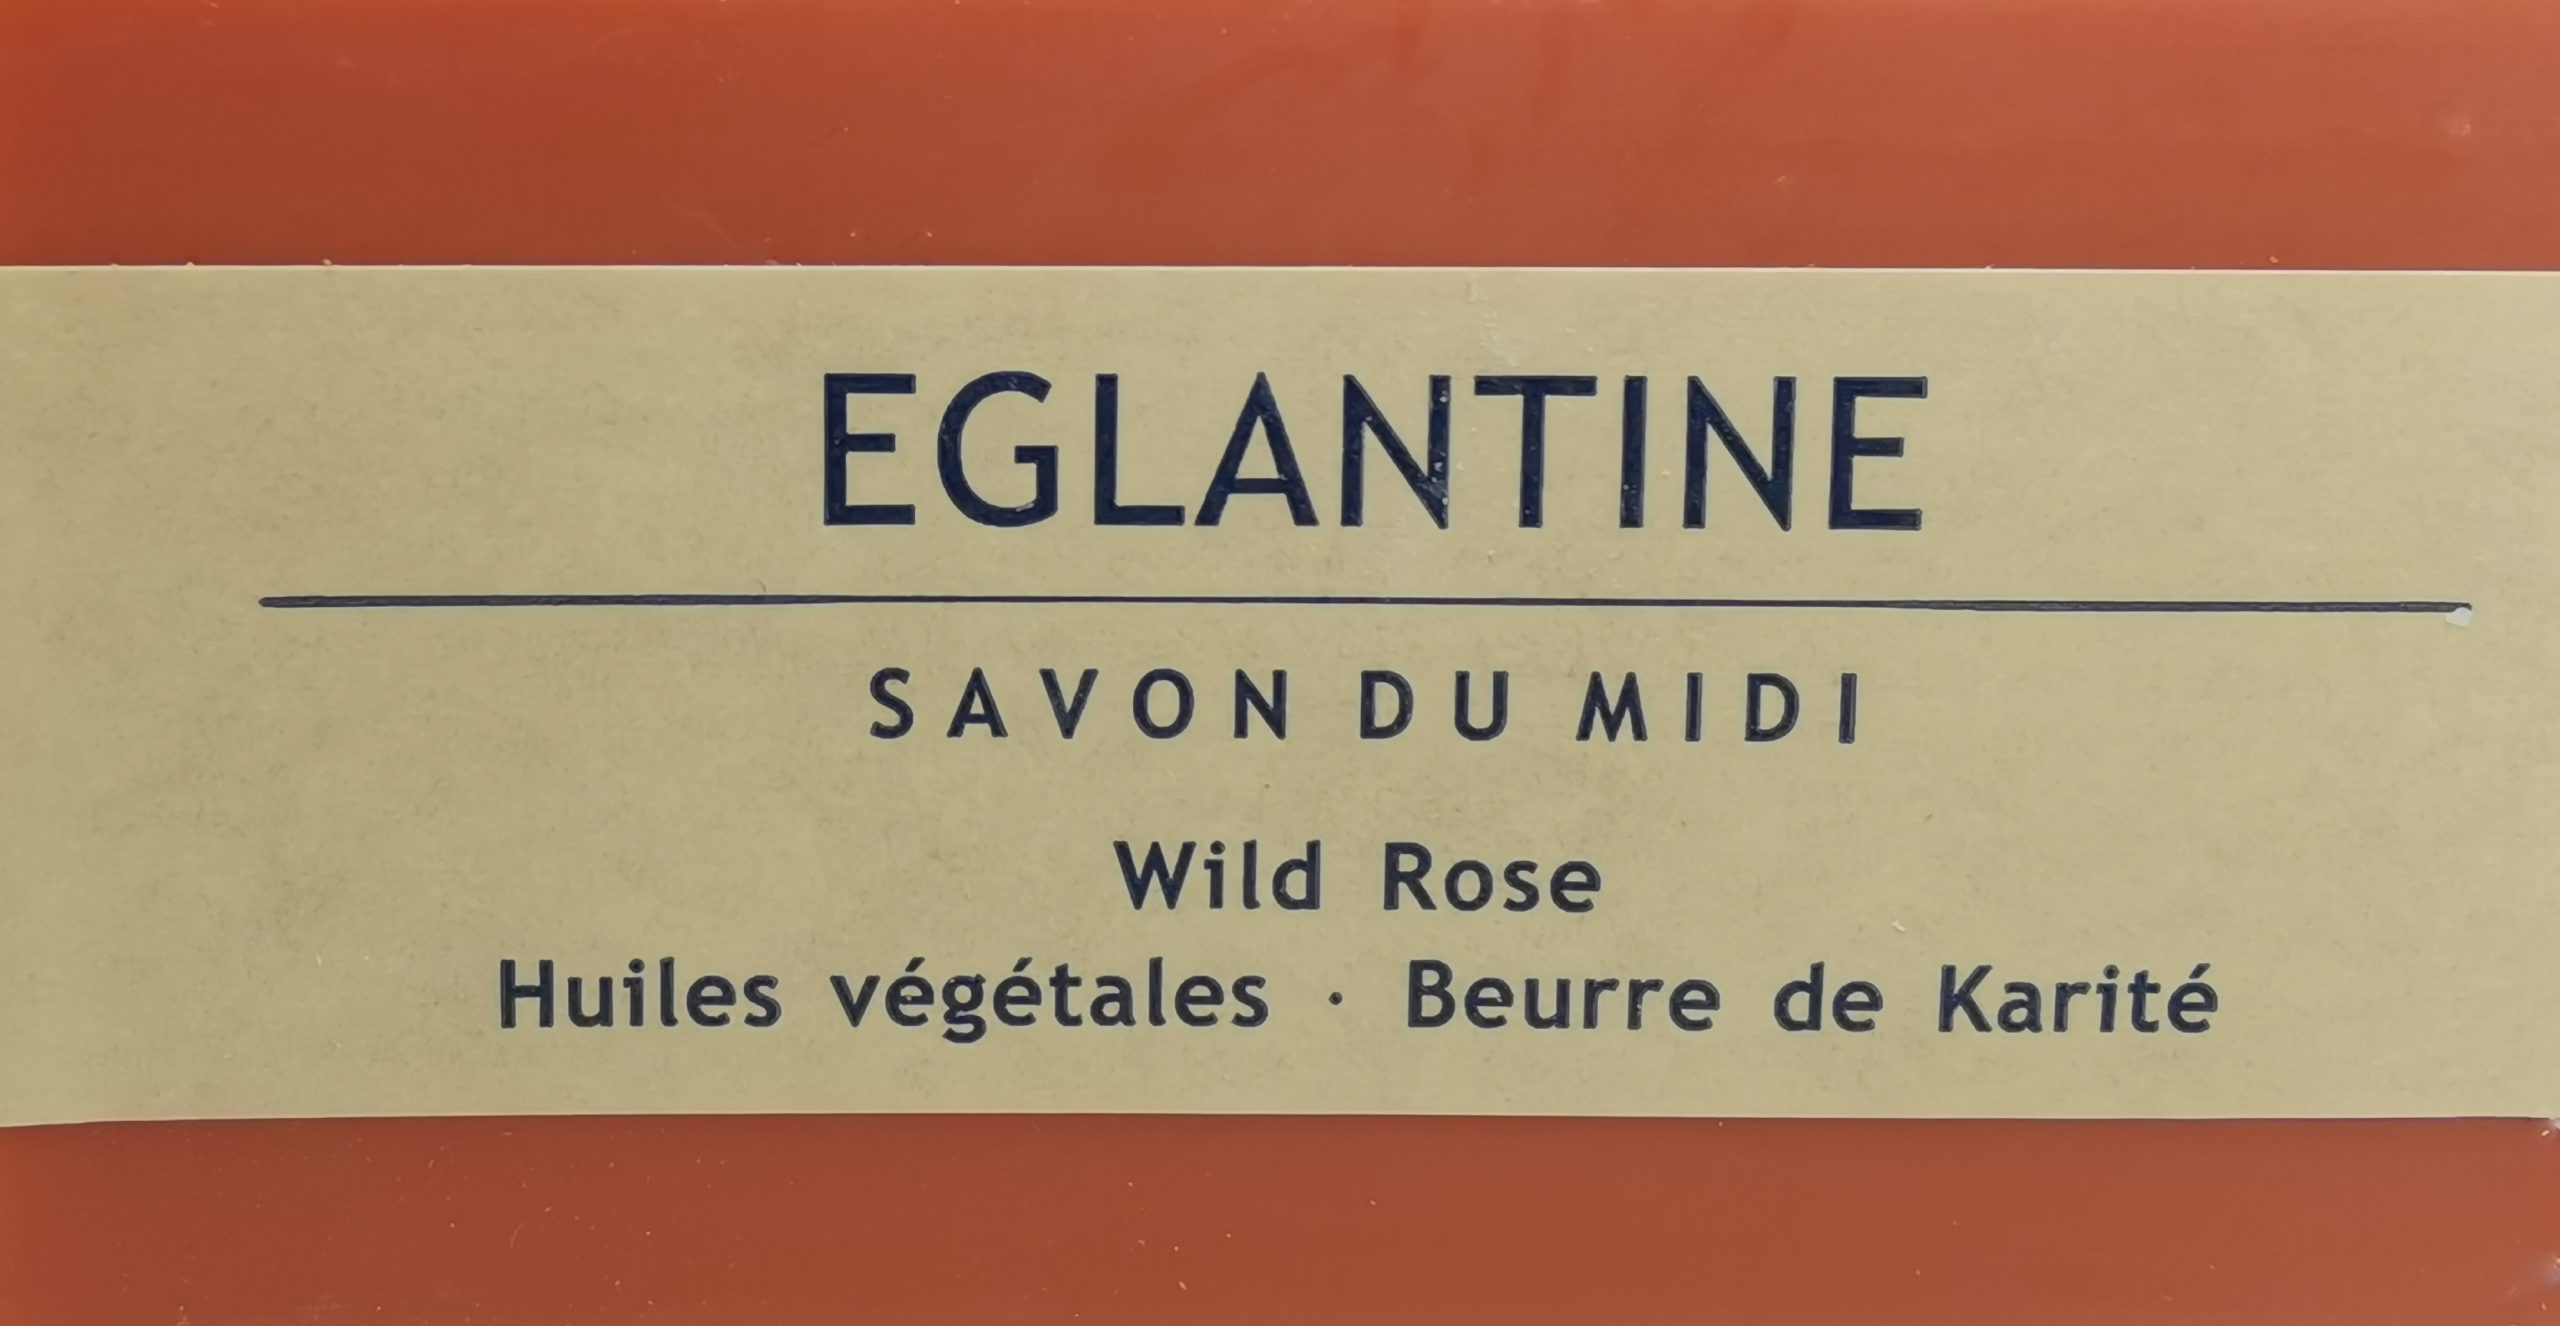 EGLANTINE
SAVON DU MIDI
Wild Rose
Huiles végétales · Beurre de Karité